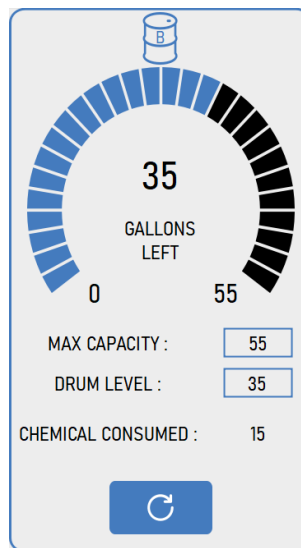 B
35
GALLONS
LEFT
0 55
MAX CAPACITY : 55
DRUM LEVEL : 35
CHEMICAL CONSUMED : 15